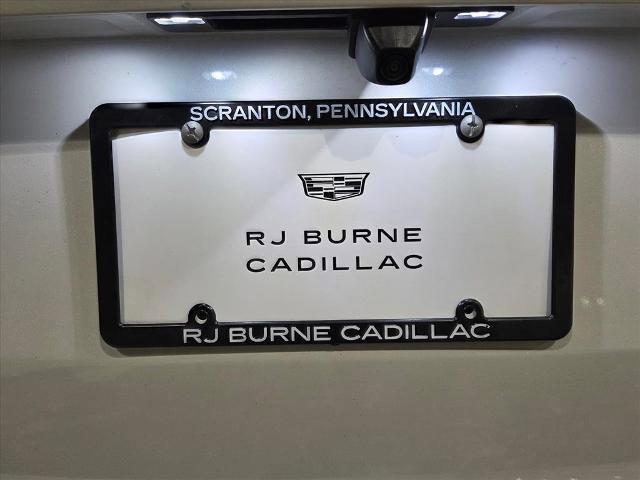 SCRANTON, PENNSYLVANIA
RJ BURNE
CADILLAC
RJ BURNE CADILLAC